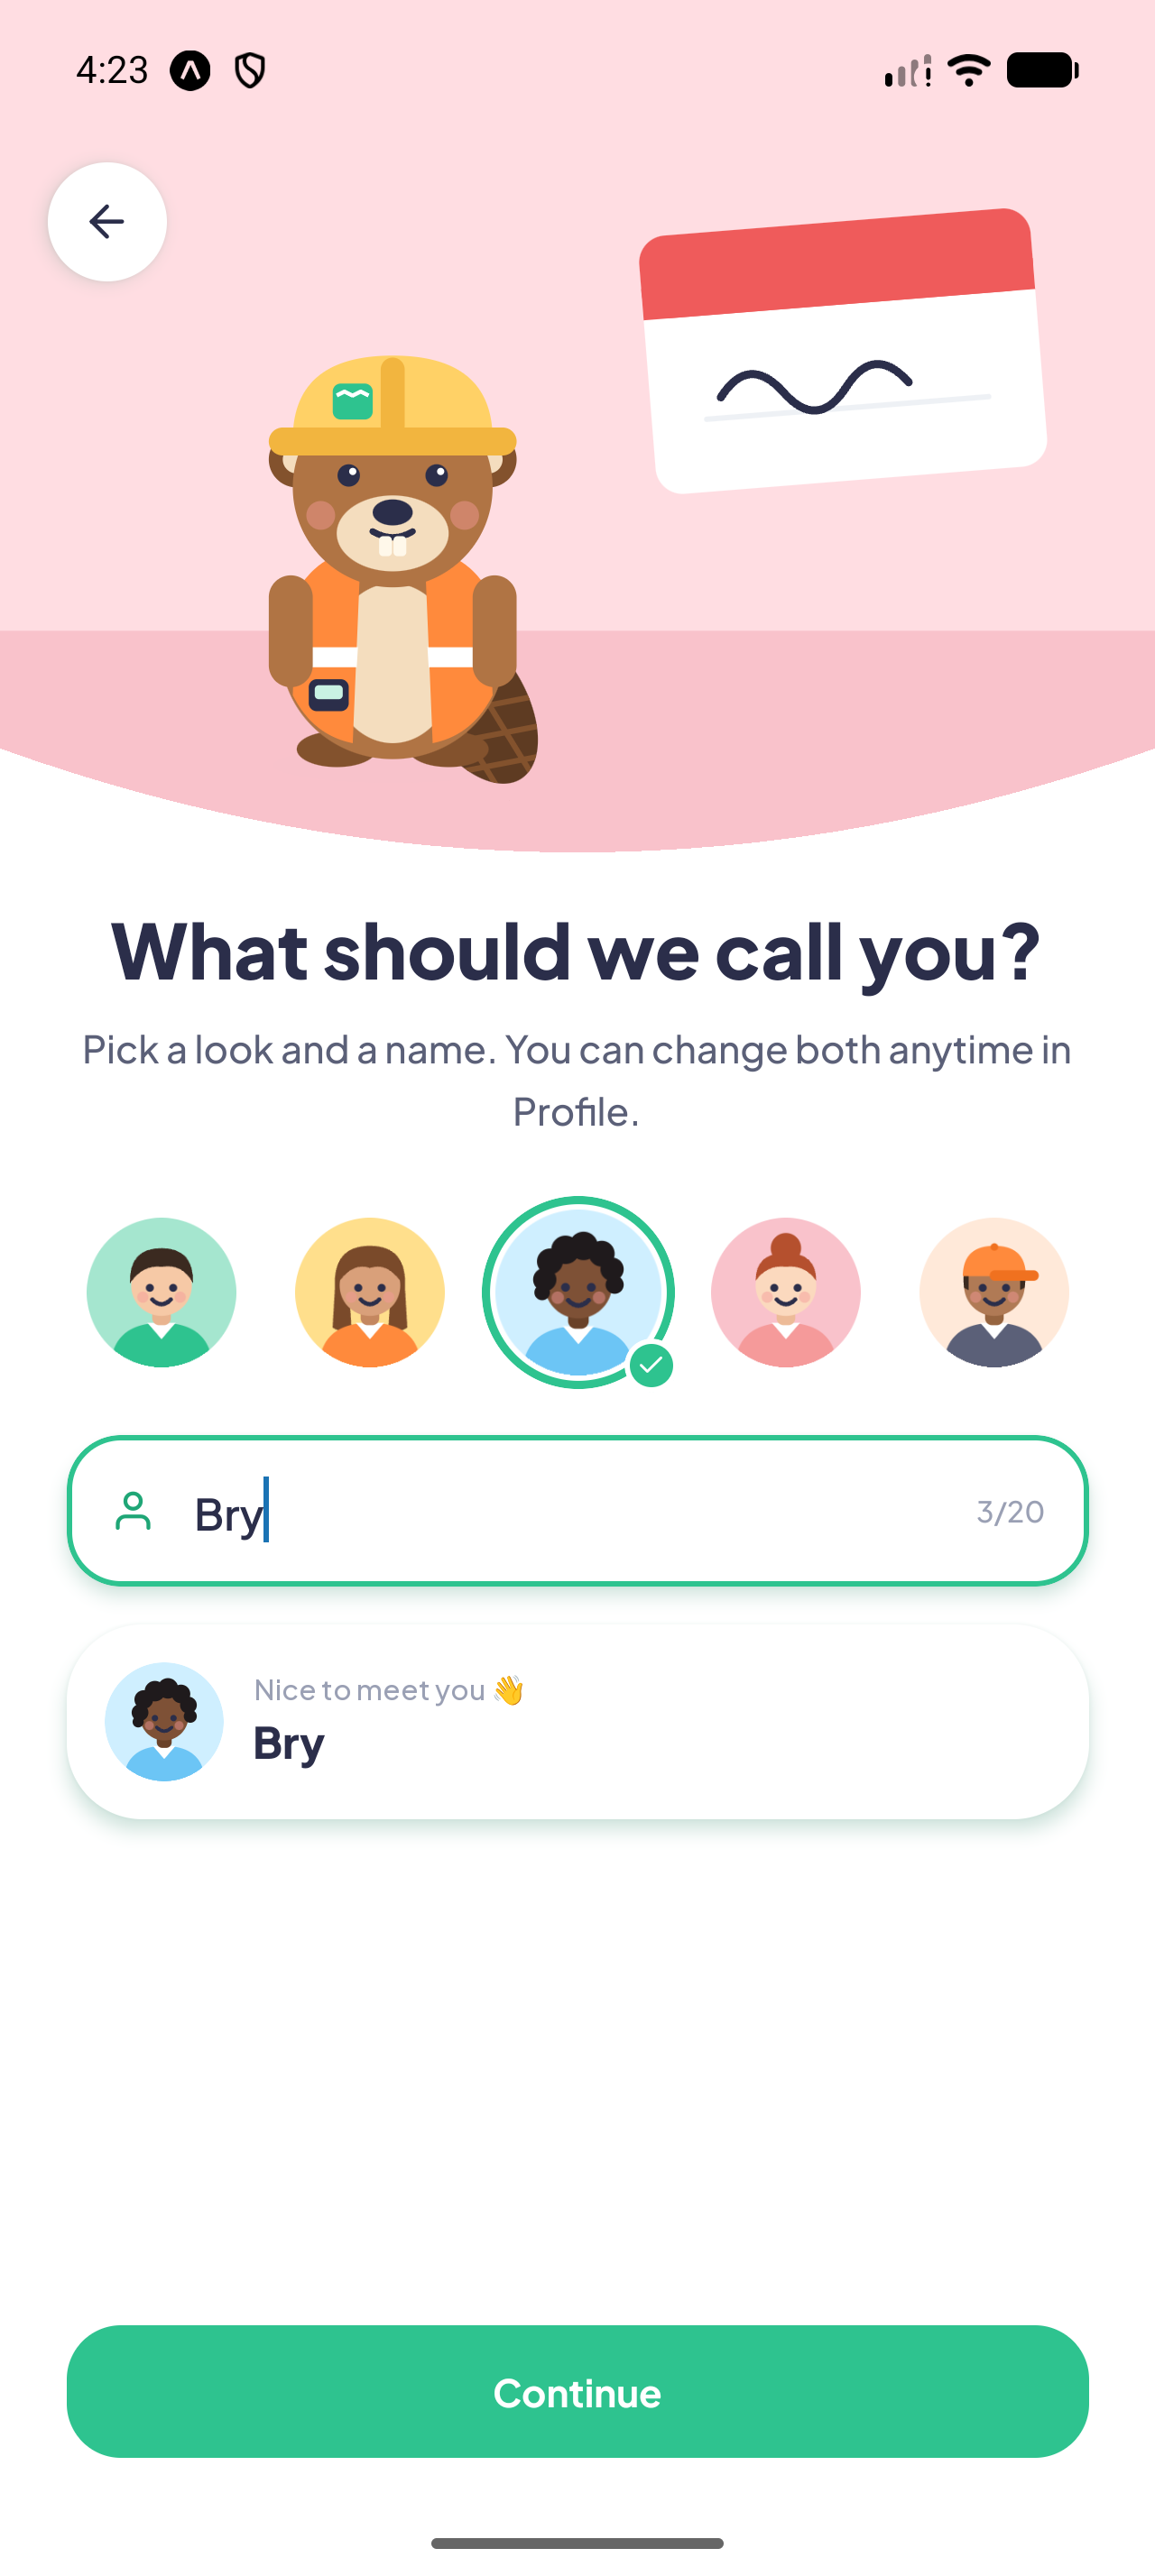 4:23
What should we call you?
Pick a look and a name. You can change both anytime in
Profile.
Bry
3/20
Nice to meet you 👋
Bry
Continue